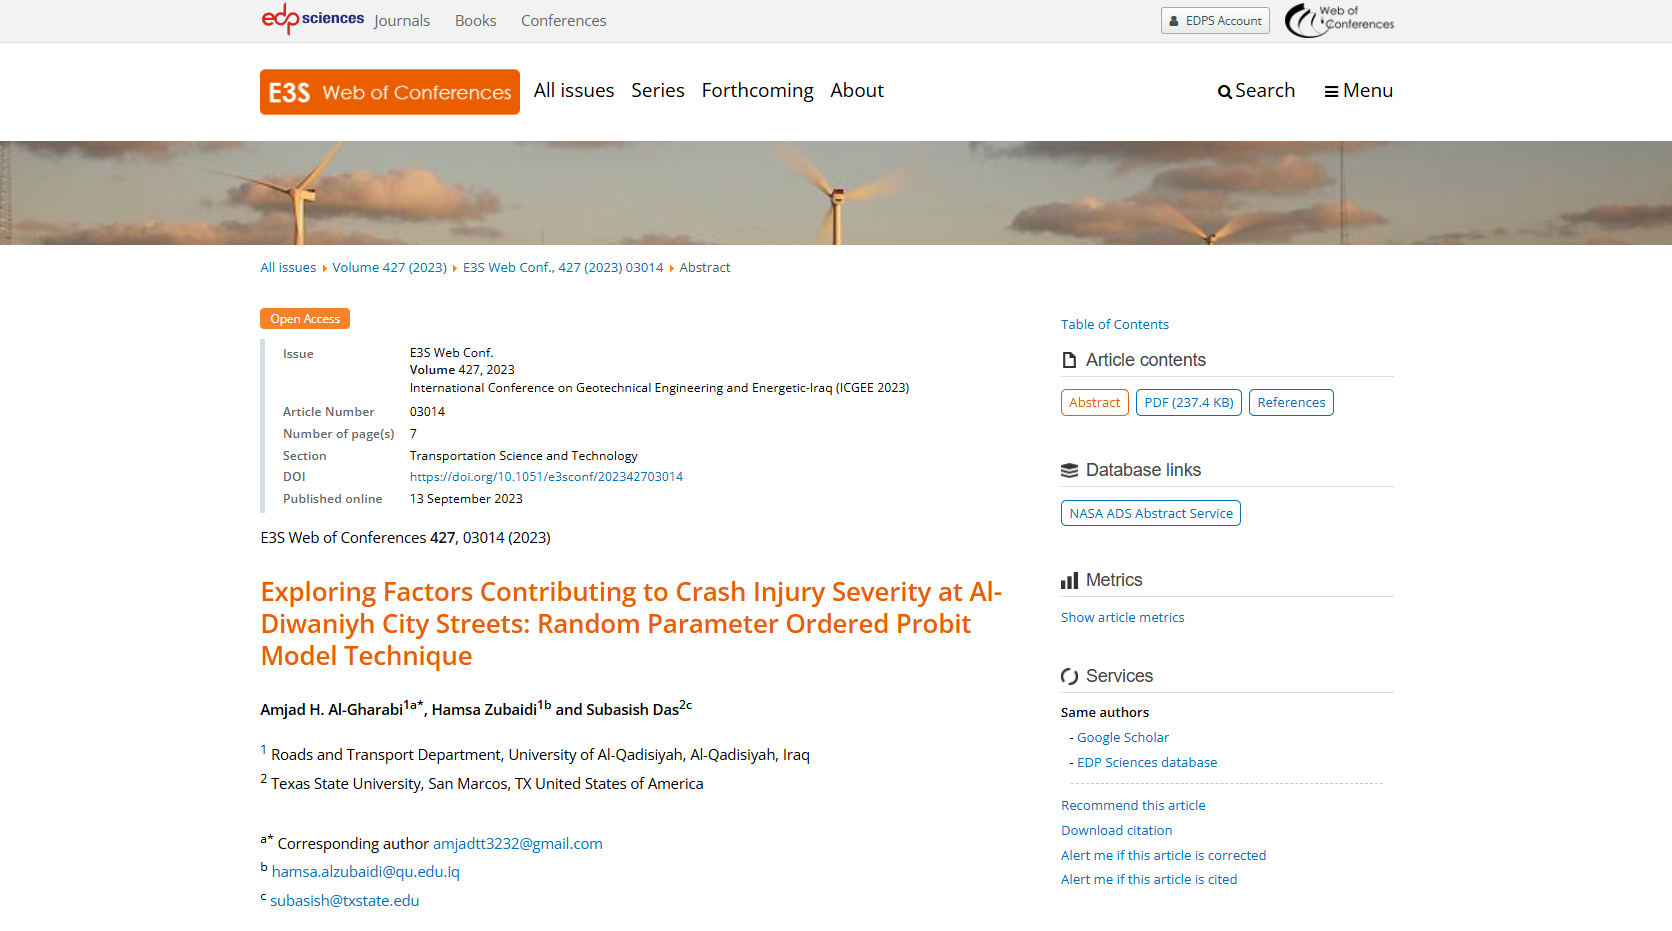 edp sciences Journals Books Conferences EDPS Account Web of Conferences
E3S Web of Conferences All issues Series Forthcoming About Search Menu
All issues Volume 427 (2023) E3S Web Conf., 427 (2023) 03014 Abstract
Open Access
Issue E3S Web Conf.
Volume 427, 2023
International Conference on Geotechnical Engineering and Energetic-Iraq (ICGEE 2023)
Article Number 03014
Number of page(s) 7
Section Transportation Science and Technology
DOI https://doi.org/10.1051/e3sconf/202342703014
Published online 13 September 2023
E3S Web of Conferences 427, 03014 (2023)
Exploring Factors Contributing to Crash Injury Severity at Al-
Diwaniyh City Streets: Random Parameter Ordered Probit
Model Technique
Amjad H. Al-Gharabi1a*, Hamsa Zubaidi1b and Subasish Das2c
1 Roads and Transport Department, University of Al-Qadisiyah, Al-Qadisiyah, Iraq
2 Texas State University, San Marcos, TX United States of America
a* Corresponding author amjadtt3232@gmail.com
b hamsa.alzubaidi@qu.edu.iq
c subasish@txstate.edu
Table of Contents
Article contents
Abstract PDF (237.4 KB) References
Database links
NASA ADS Abstract Service
Metrics
Show article metrics
Services
Same authors
- Google Scholar
- EDP Sciences database
Recommend this article
Download citation
Alert me if this article is corrected
Alert me if this article is cited